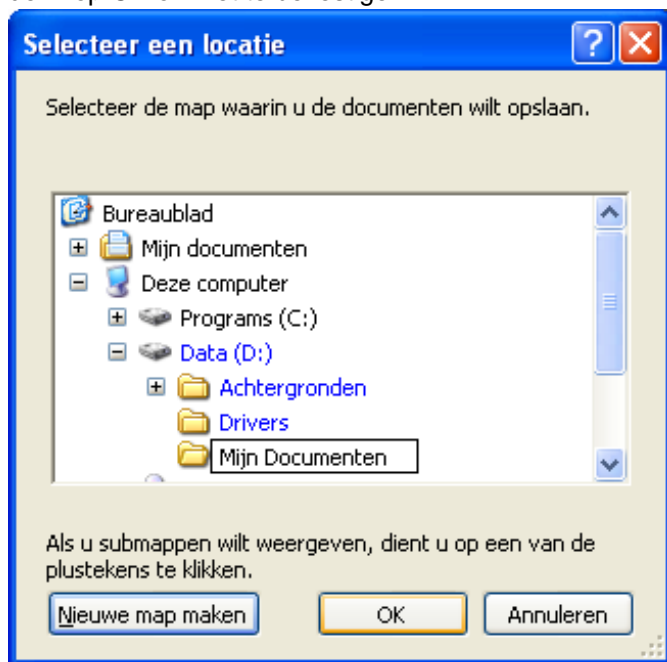 Selecteer een locatie
Selecteer de map waarin u de documenten wilt opslaan.
Bureaublad
Mijn documenten
Deze computer
Programs (C:)
Data (D:)
Achtergronden
Drivers
Mijn Documenten
Als u submappen wilt weergeven, dient u op een van de
plustekens te klikken.
Nieuwe map maken
OK
Annuleren